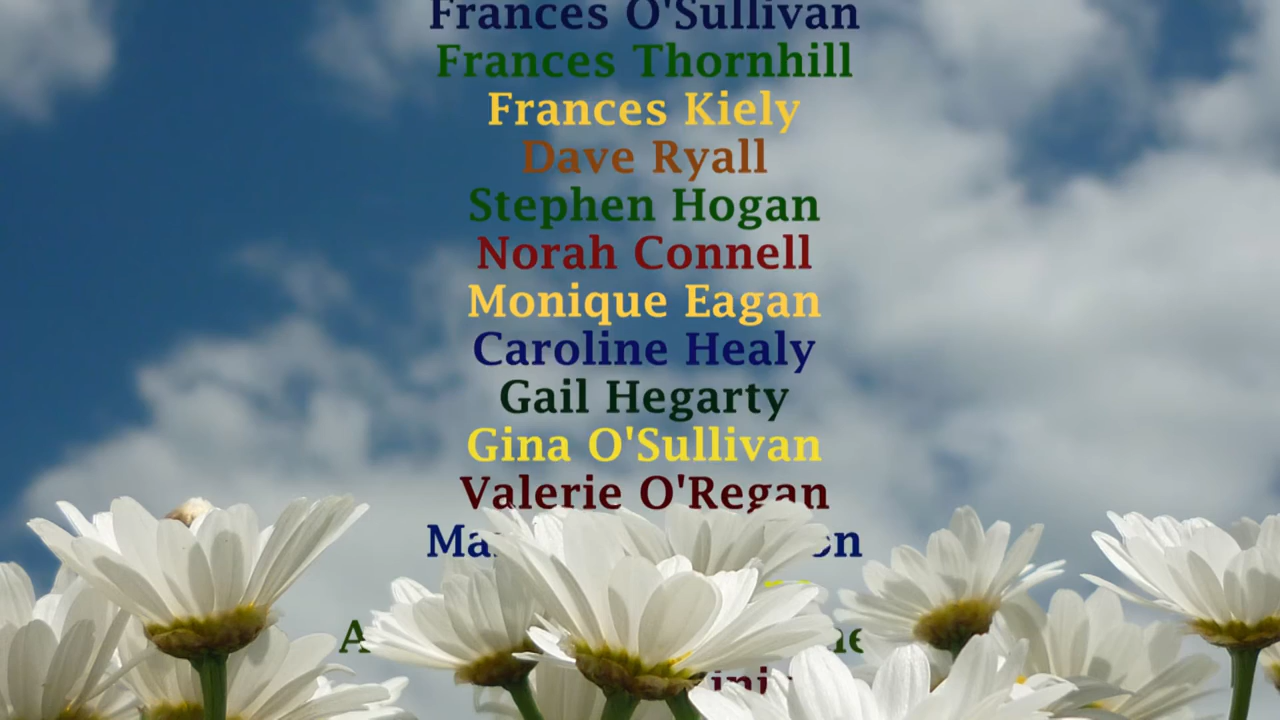 Frances O'Sullivan
Frances Thornhill
Frances Kiely
Dave Ryall
Stephen Hogan
Norah Connell
Monique Eagan
Caroline Healy
Gail Hegarty
Gina O'Sullivan
Valerie O'Regan